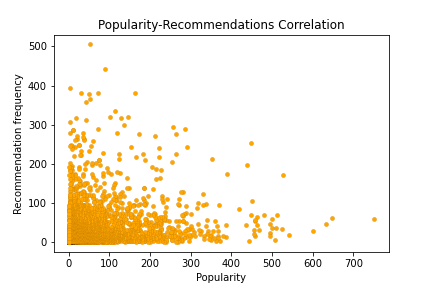 Popularity-Recommendations Correlation
Recommendation frequency
500
400
300
200
100
0
0 100 200 300 400 500 600 700
Popularity